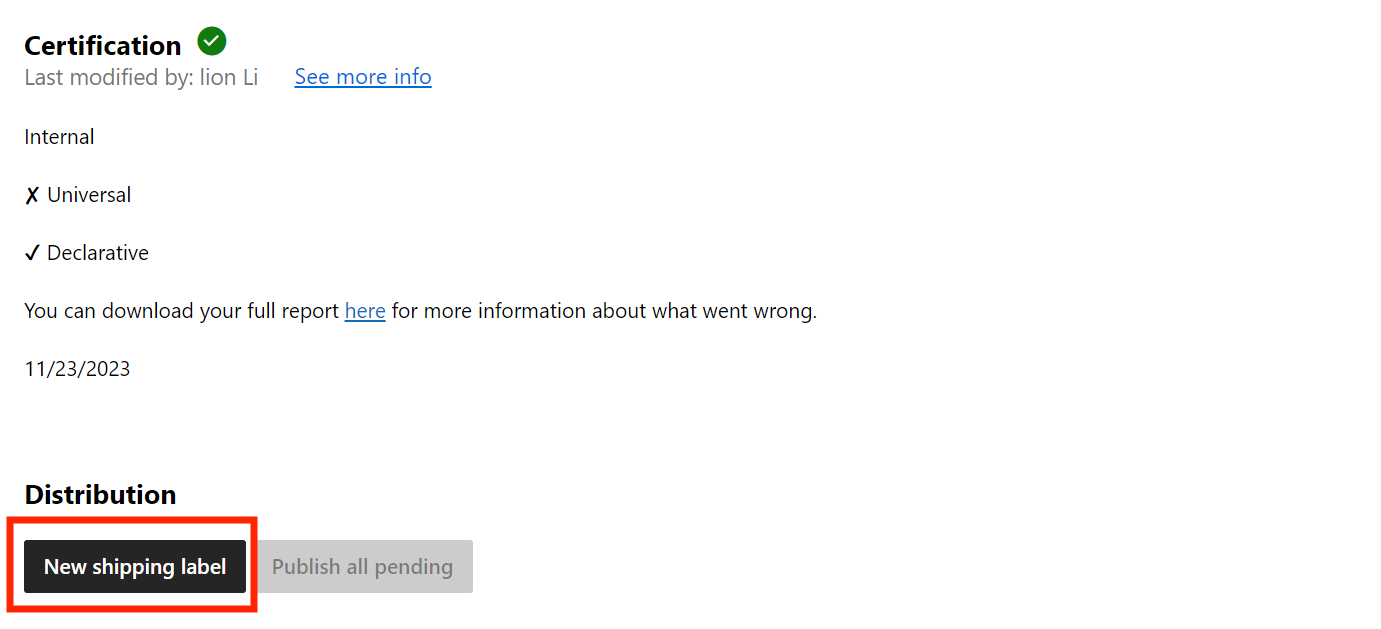 Certification
Last modified by: lion Li See more info
Internal
✗ Universal
✓ Declarative
You can download your full report here for more information about what went wrong.
11/23/2023
Distribution
New shipping label Publish all pending